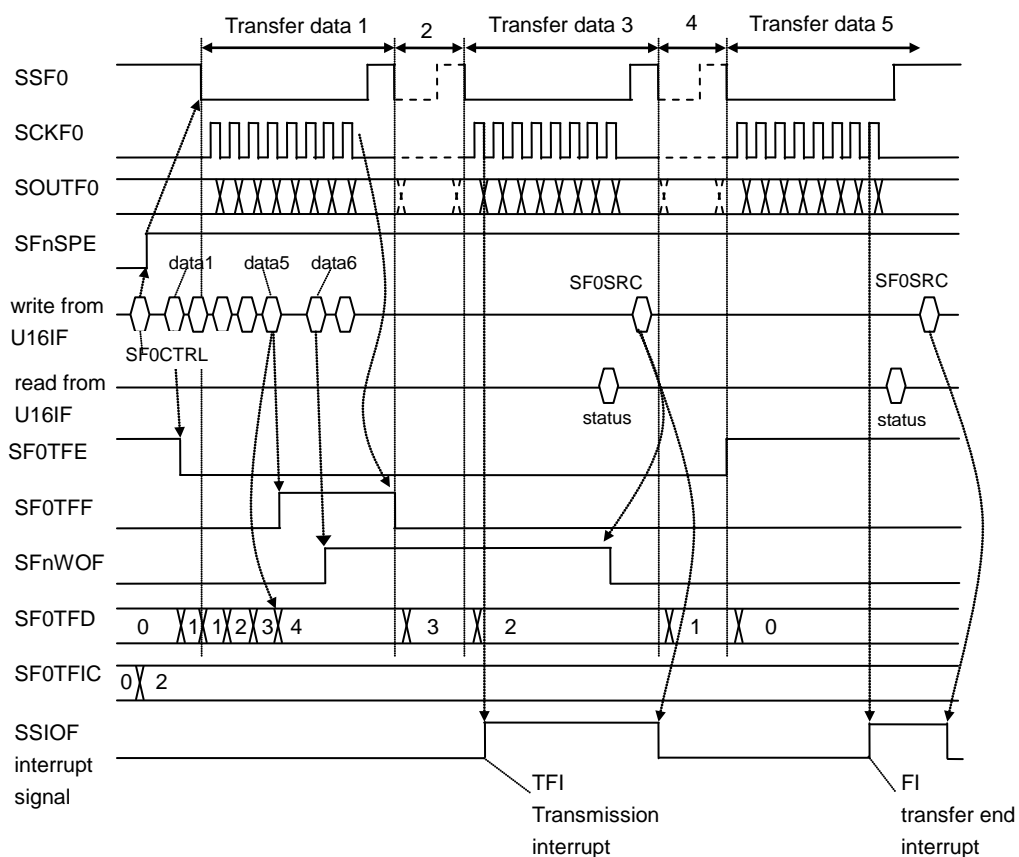 Transfer data 1
2
Transfer data 3
4
Transfer data 5
SSF0
SCKF0
SOUTF0
SFnSPE
data1
data5
data6
SF0SRC
SF0SRC
write from
U16IF
SF0CTRL
read from
U16IF
status
status
SF0TFE
SF0TFF
SFnWOF
SF0TFD
0
1
1
2
3
4
3
2
1
0
SF0TFIC
0
2
SSIOF
interrupt
signal
TFI
Transmission
interrupt
FI
transfer end
interrupt